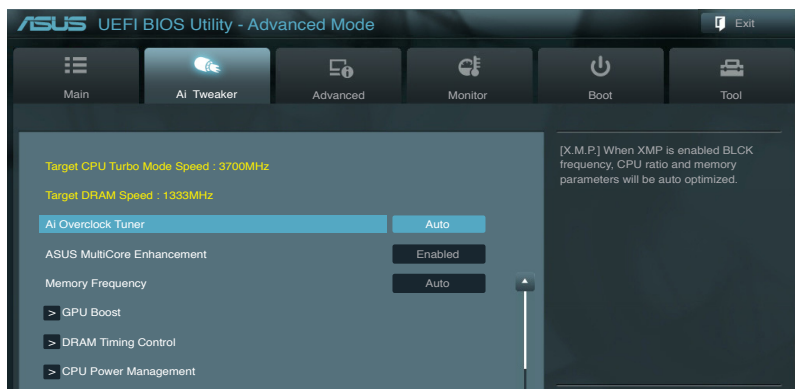 ASUS UEFI BIOS Utility - Advanced Mode
Exit
Main
Ai Tweaker
Advanced
Monitor
Boot
Tool
Target CPU Turbo Mode Speed : 3700MHz
Target DRAM Speed : 1333MHz
Ai Overclock Tuner Auto
ASUS MultiCore Enhancement Enabled
Memory Frequency Auto
> GPU Boost
> DRAM Timing Control
> CPU Power Management
[X.M.P.] When XMP is enabled BLCK
frequency, CPU ratio and memory
parameters will be auto optimized.